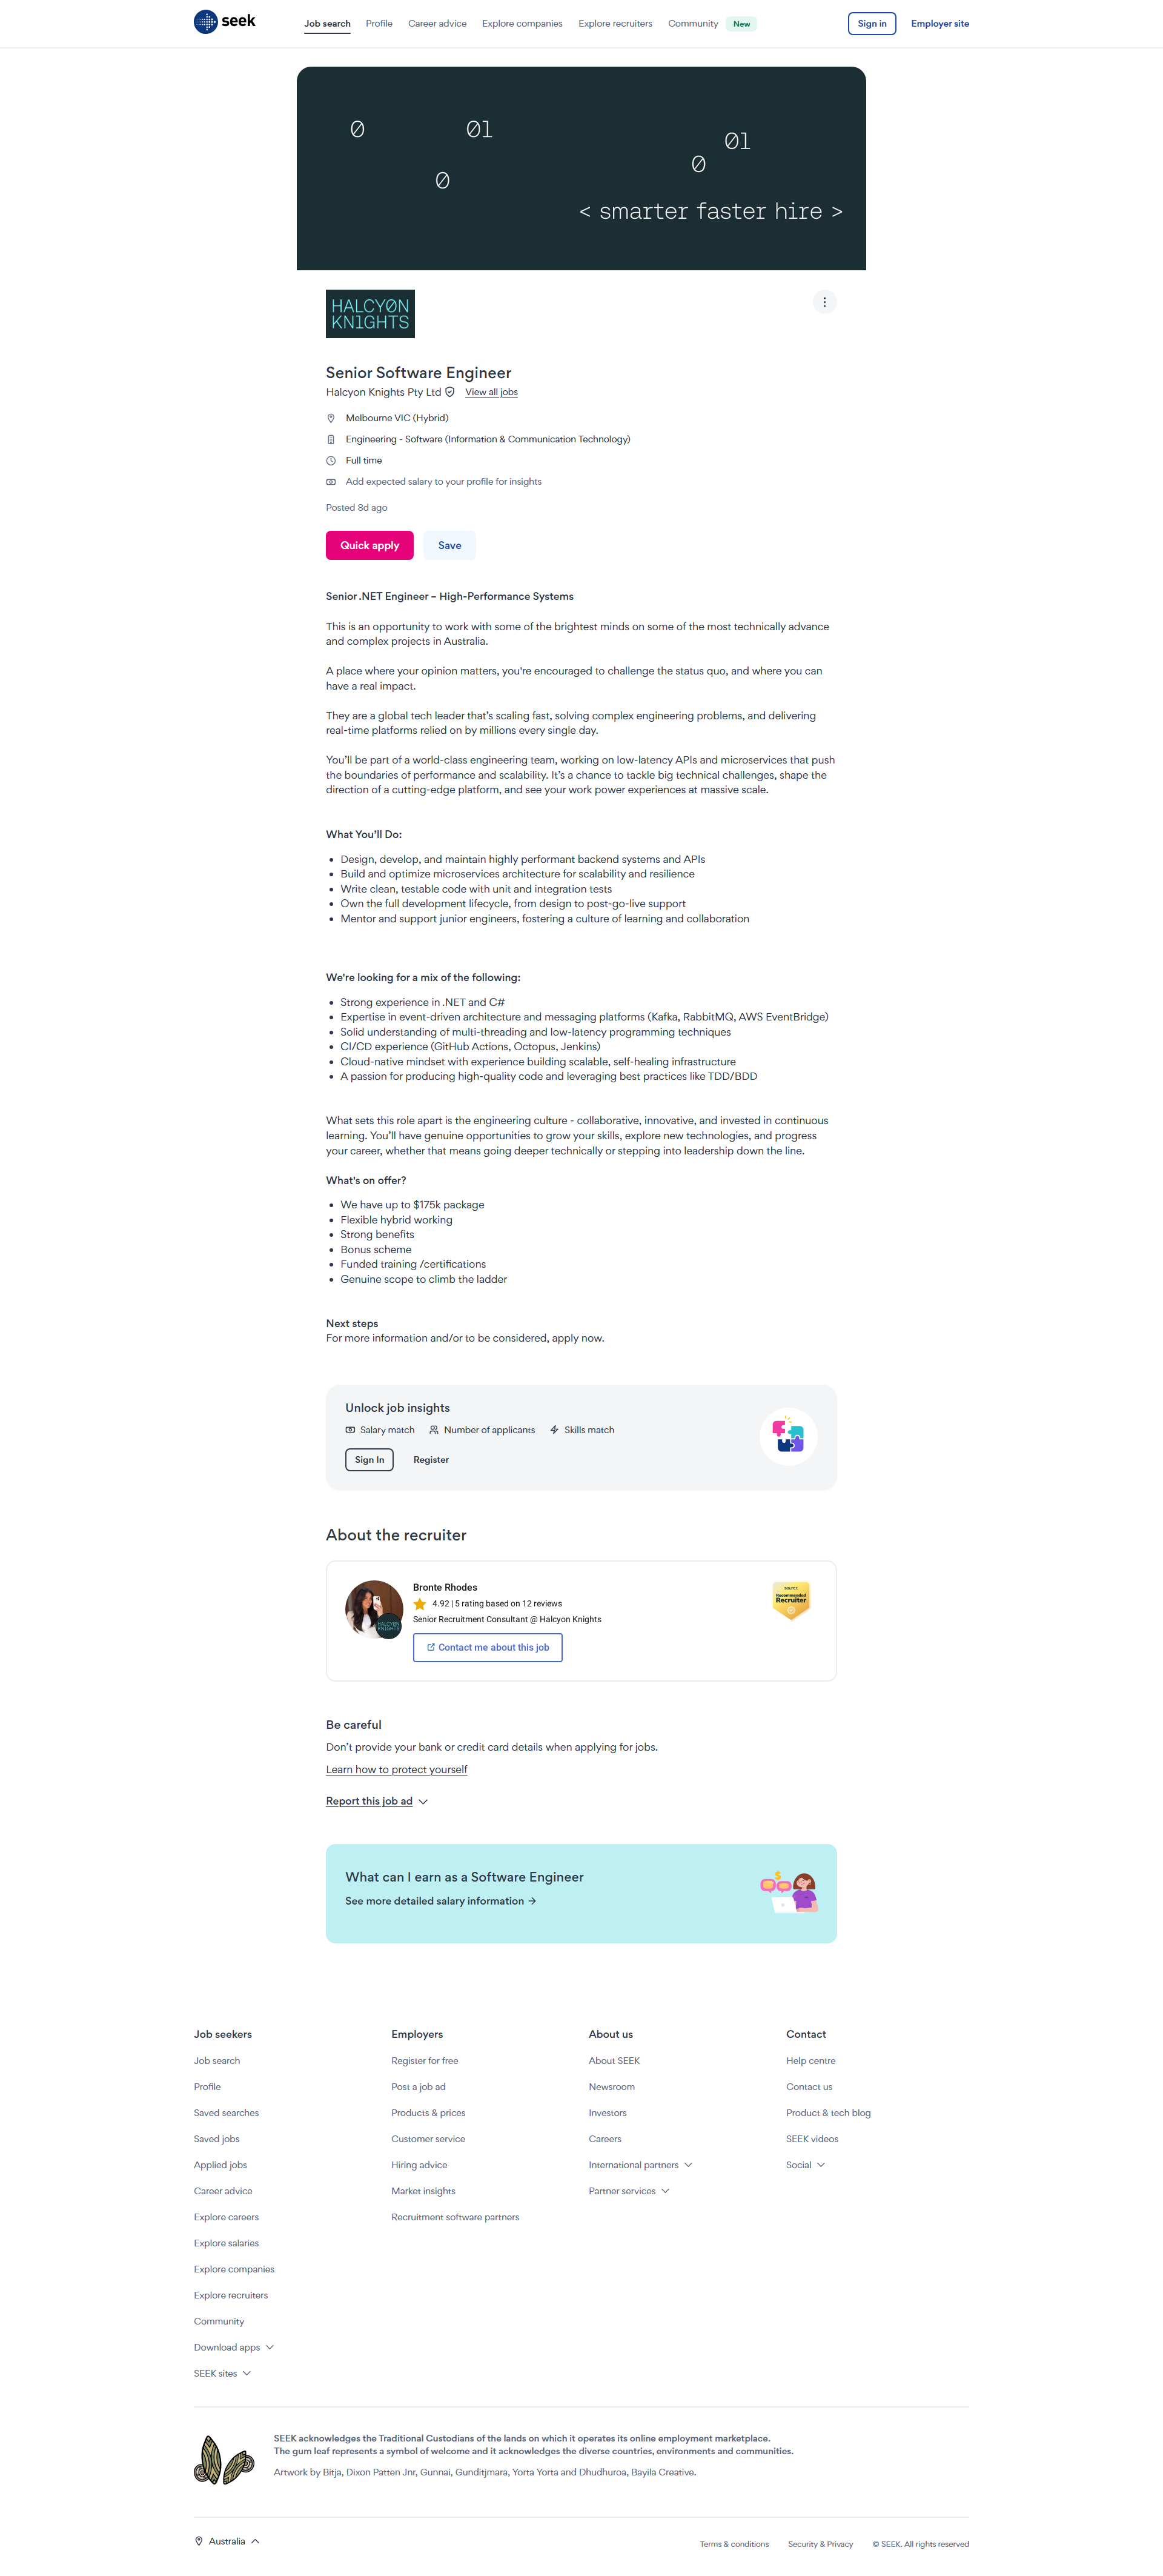 seek
Job search
Profile
Career advice
Explore companies
Explore recruiters
Community
New
Sign in
Employer site
0
01
01
0
0
< smarter faster hire >
HALCY0N
KN1GHTS
Senior Software Engineer
Halcyon Knights Pty Ltd View all jobs
Melbourne VIC (Hybrid)
Engineering - Software (Information & Communication Technology)
Full time
Add expected salary to your profile for insights
Posted 8d ago
Quick apply
Save
Senior .NET Engineer – High-Performance Systems
This is an opportunity to work with some of the brightest minds on some of the most technically advance
and complex projects in Australia.
A place where your opinion matters, you're encouraged to challenge the status quo, and where you can
have a real impact.
They are a global tech leader that’s scaling fast, solving complex engineering problems, and delivering
real-time platforms relied on by millions every single day.
You’ll be part of a world-class engineering team, working on low-latency APIs and microservices that push
the boundaries of performance and scalability. It’s a chance to tackle big technical challenges, shape the
direction of a cutting-edge platform, and see your work power experiences at massive scale.
What You’ll Do:
• Design, develop, and maintain highly performant backend systems and APIs
• Build and optimize microservices architecture for scalability and resilience
• Write clean, testable code with unit and integration tests
• Own the full development lifecycle, from design to post-go-live support
• Mentor and support junior engineers, fostering a culture of learning and collaboration
We're looking for a mix of the following:
• Strong experience in .NET and C#
• Expertise in event-driven architecture and messaging platforms (Kafka, RabbitMQ, AWS EventBridge)
• Solid understanding of multi-threading and low-latency programming techniques
• CI/CD experience (GitHub Actions, Octopus, Jenkins)
• Cloud-native mindset with experience building scalable, self-healing infrastructure
• A passion for producing high-quality code and leveraging best practices like TDD/BDD
What sets this role apart is the engineering culture - collaborative, innovative, and invested in continuous
learning. You’ll have genuine opportunities to grow your skills, explore new technologies, and progress
your career, whether that means going deeper technically or stepping into leadership down the line.
What's on offer?
• We have up to $175k package
• Flexible hybrid working
• Strong benefits
• Bonus scheme
• Funded training /certifications
• Genuine scope to climb the ladder
Next steps
For more information and/or to be considered, apply now.
Unlock job insights
Salary match
Number of applicants
Skills match
Sign In
Register
About the recruiter
Bronte Rhodes
4.92 | 5 rating based on 12 reviews
Senior Recruitment Consultant @ Halcyon Knights
Contact me about this job
HALCY0N
KN1GHTS
Recommended
Recruiter
Be careful
Don’t provide your bank or credit card details when applying for jobs.
Learn how to protect yourself
Report this job ad
What can I earn as a Software Engineer
See more detailed salary information
Job seekers
Job search
Profile
Saved searches
Saved jobs
Applied jobs
Career advice
Explore careers
Explore salaries
Explore companies
Explore recruiters
Community
Download apps
SEEK sites
Employers
Register for free
Post a job ad
Products & prices
Customer service
Hiring advice
Market insights
Recruitment software partners
About us
About SEEK
Newsroom
Investors
Careers
International partners
Partner services
Contact
Help centre
Contact us
Product & tech blog
SEEK videos
Social
SEEK acknowledges the Traditional Custodians of the lands on which it operates its online employment marketplace.
The gum leaf represents a symbol of welcome and it acknowledges the diverse countries, environments and communities.
Artwork by Bitja, Dixon Patten Jnr, Gunnai, Gunditjmara, Yorta Yorta and Dhudhuroa, Bayila Creative.
Australia
Terms & conditions
Security & Privacy
© SEEK. All rights reserved